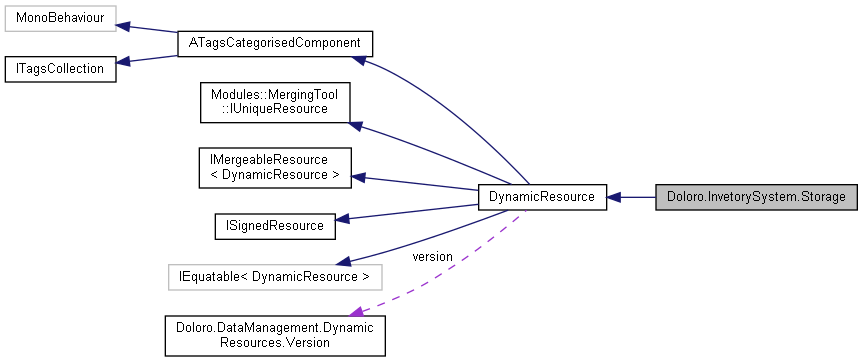 MonoBehaviour
ITagsCollection
ATagsCategorisedComponent
Modules::MergingTool
::IUniqueResource
IMergeableResource
< DynamicResource >
ISignedResource
IEquatable< DynamicResource >
Doloro.DataManagement.Dynamic
Resources.Version
version
DynamicResource
Doloro.InvetorySystem.Storage